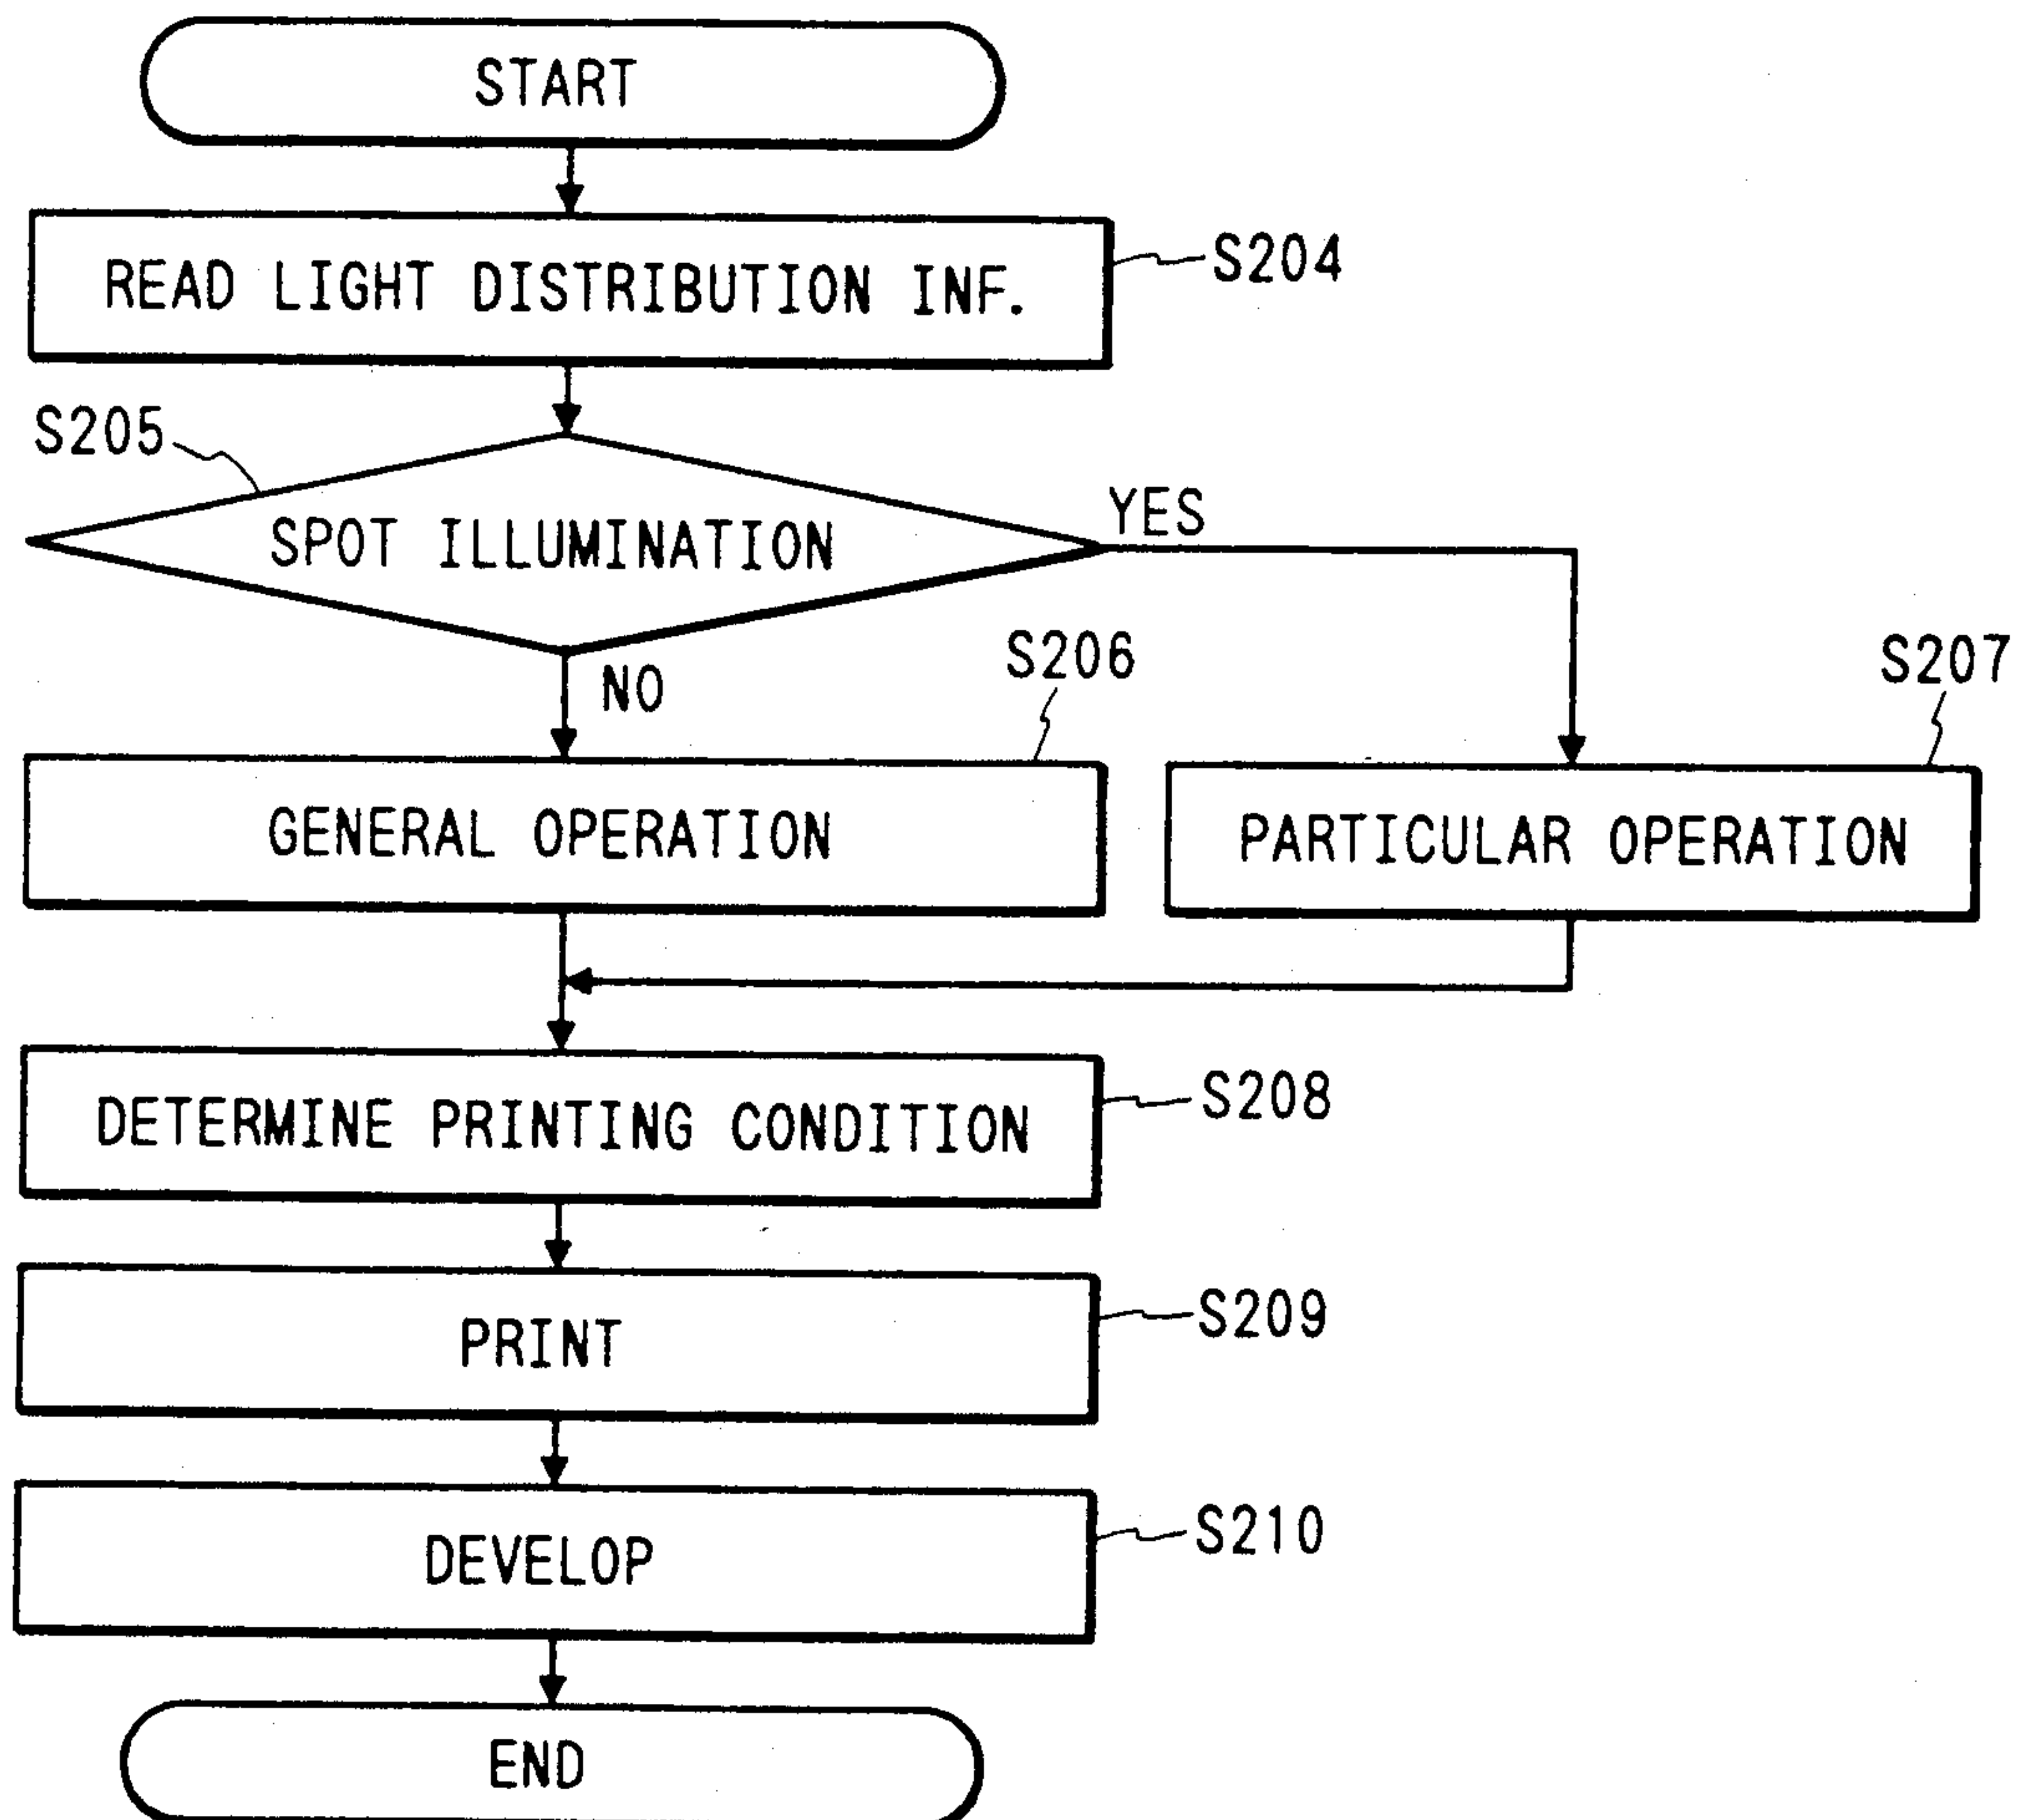 START
READ LIGHT DISTRIBUTION INF.
S204
S205
SPOT ILLUMINATION
YES
NO
S206
S207
GENERAL OPERATION
PARTICULAR OPERATION
DETERMINE PRINTING CONDITION
S208
PRINT
S209
DEVELOP
S210
END